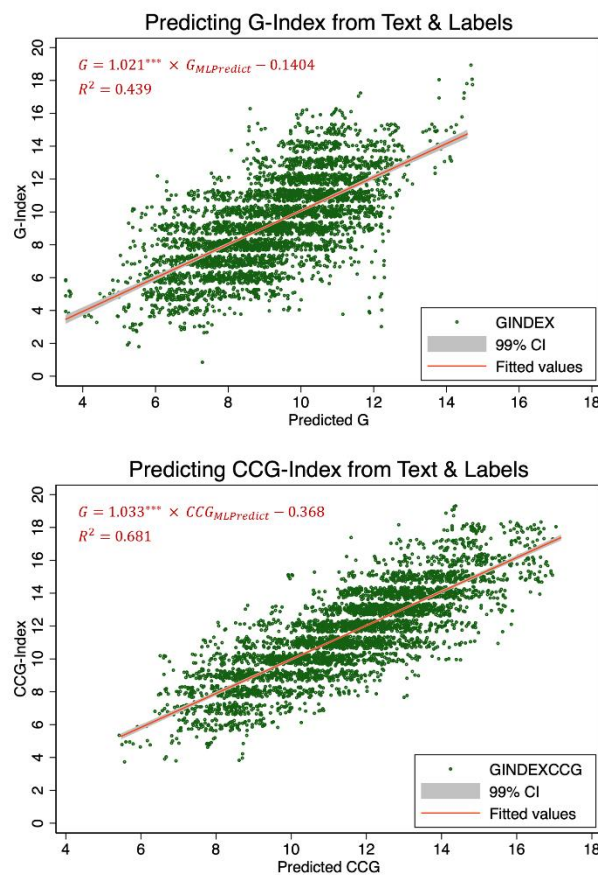 Predicting G-Index from Text & Labels
G = 1.021*** × G_MLPredict − 0.1404
R² = 0.439
G-Index
0
2
4
6
8
10
12
14
16
18
20
4
6
8
10
12
14
16
18
Predicted G
GINDEX
99% CI
Fitted values
Predicting CCG-Index from Text & Labels
G = 1.033*** × CCG_MLPredict − 0.368
R² = 0.681
CCG-Index
0
2
4
6
8
10
12
14
16
18
20
4
6
8
10
12
14
16
18
Predicted CCG
GINDEXCCG
99% CI
Fitted values